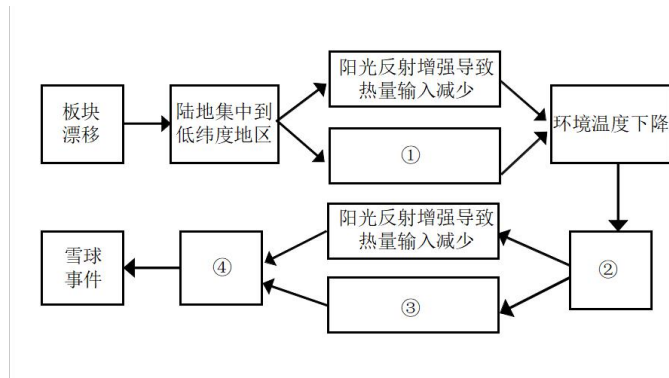 板块
漂移
陆地集中到
低纬度地区
阳光反射增强导致
热量输入减少
①
环境温度下降
雪球
事件
④
阳光反射增强导致
热量输入减少
③
②